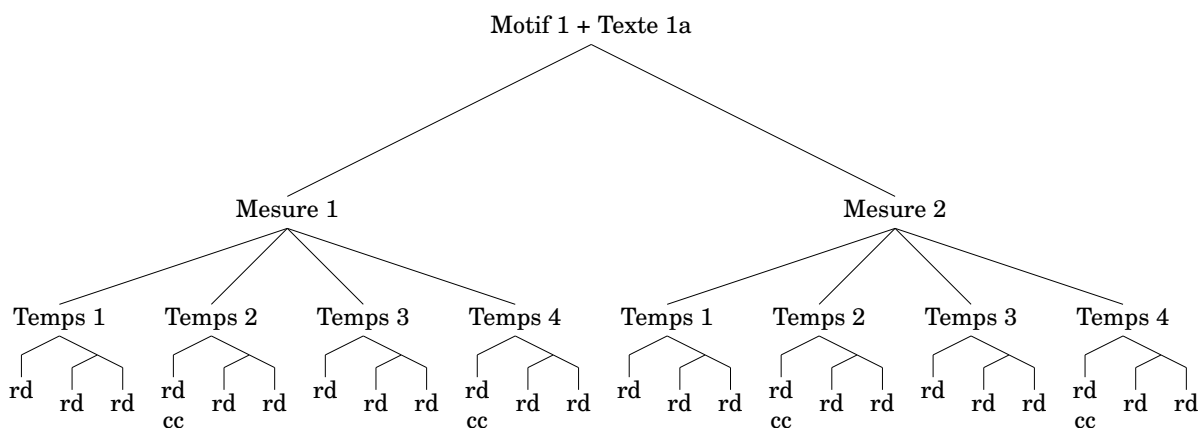 Motif 1 + Texte 1a
Mesure 1 Mesure 2
Temps 1 Temps 2 Temps 3 Temps 4 Temps 1 Temps 2 Temps 3 Temps 4
rd rd rd rd rd rd rd rd rd rd rd rd rd rd rd rd rd rd rd rd rd rd rd rd
cc cc cc cc